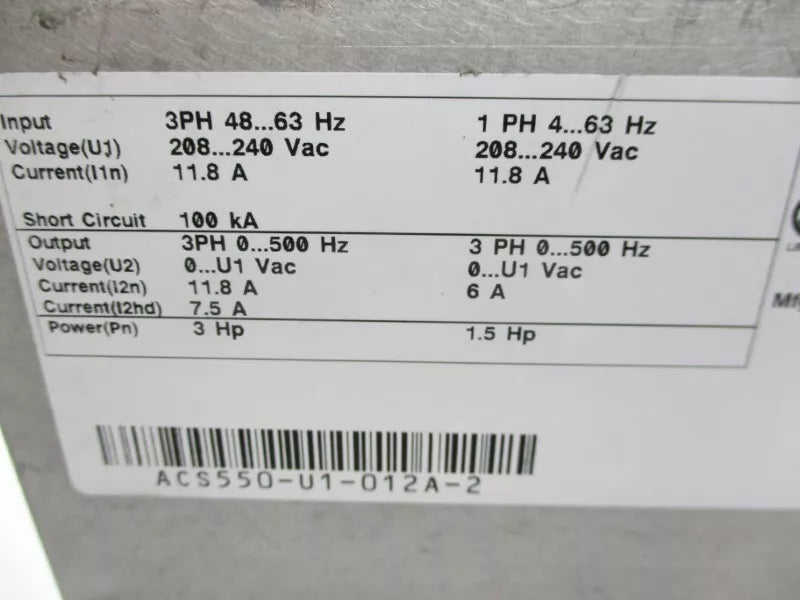 Input 3PH 48...63 Hz 1 PH 4...63 Hz
Voltage(U1) 208...240 Vac 208...240 Vac
Current(I1n) 11.8 A 11.8 A
Short Circuit 100 kA
Output 3PH 0...500 Hz 3 PH 0...500 Hz
Voltage(U2) 0...U1 Vac 0...U1 Vac
Current(I2n) 11.8 A 6 A
Current(I2hd) 7.5 A
Power(Pn) 3 Hp 1.5 Hp
ACS550-U1-012A-2